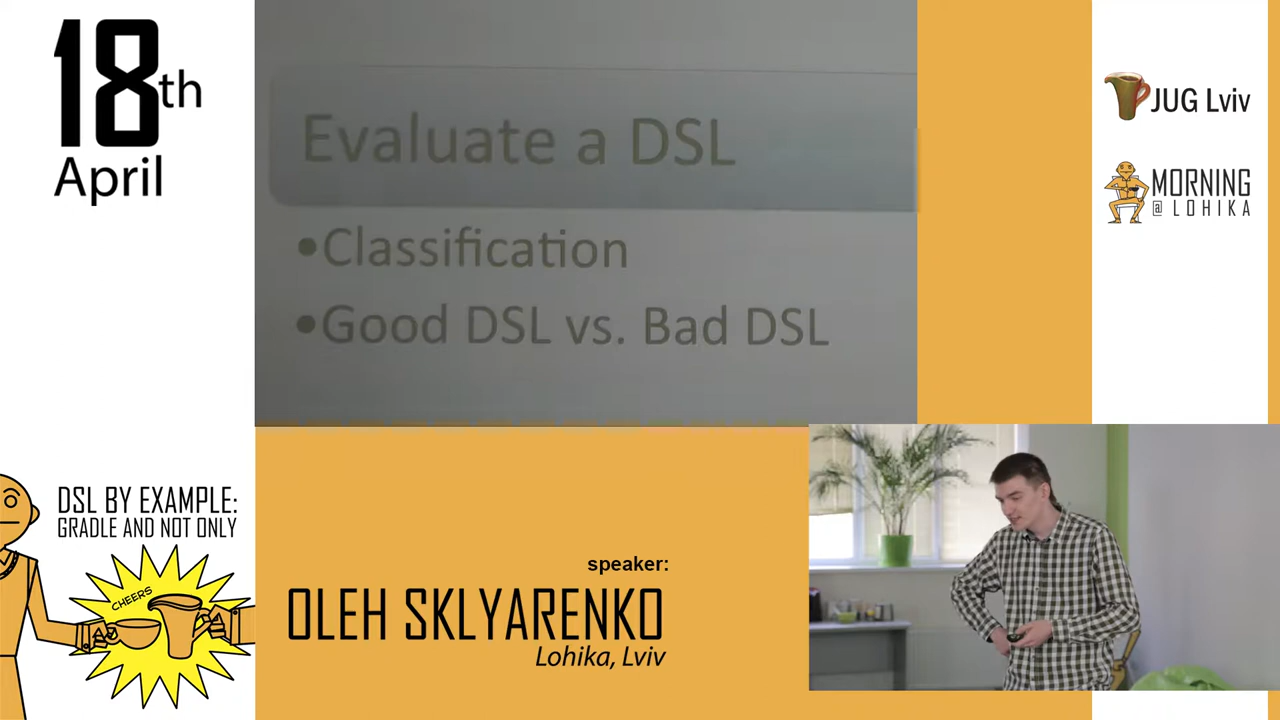 18th
April
Evaluate a DSL
•Classification
•Good DSL vs. Bad DSL
JUG Lviv
MORNING
@ LOHIKA
DSL BY EXAMPLE:
GRADLE AND NOT ONLY
CHEERS
speaker:
OLEH SKLYARENKO
Lohika, Lviv